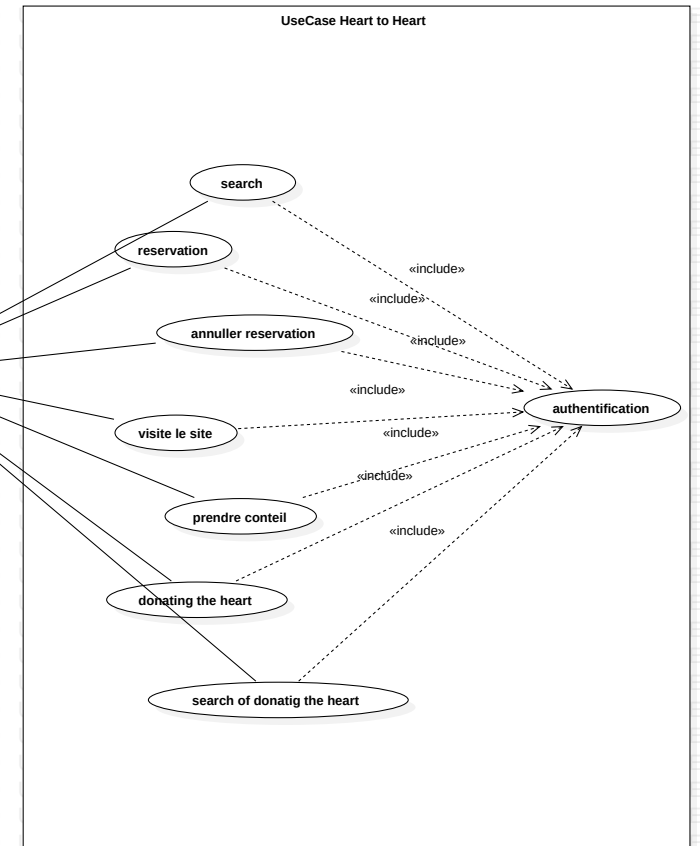 UseCase Heart to Heart
search
reservation
«include»
«include»
annuller reservation
«include»
«include»
authentification
visite le site
«include»
«include»
prendre conteil
«include»
donating the heart
search of donatig the heart